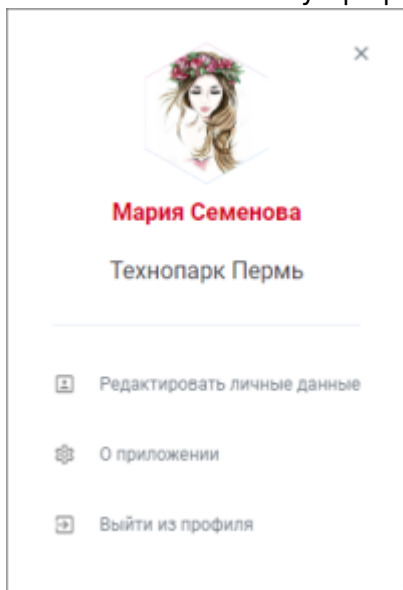 Мария Семенова
Технопарк Пермь
Редактировать личные данные
О приложении
Выйти из профиля